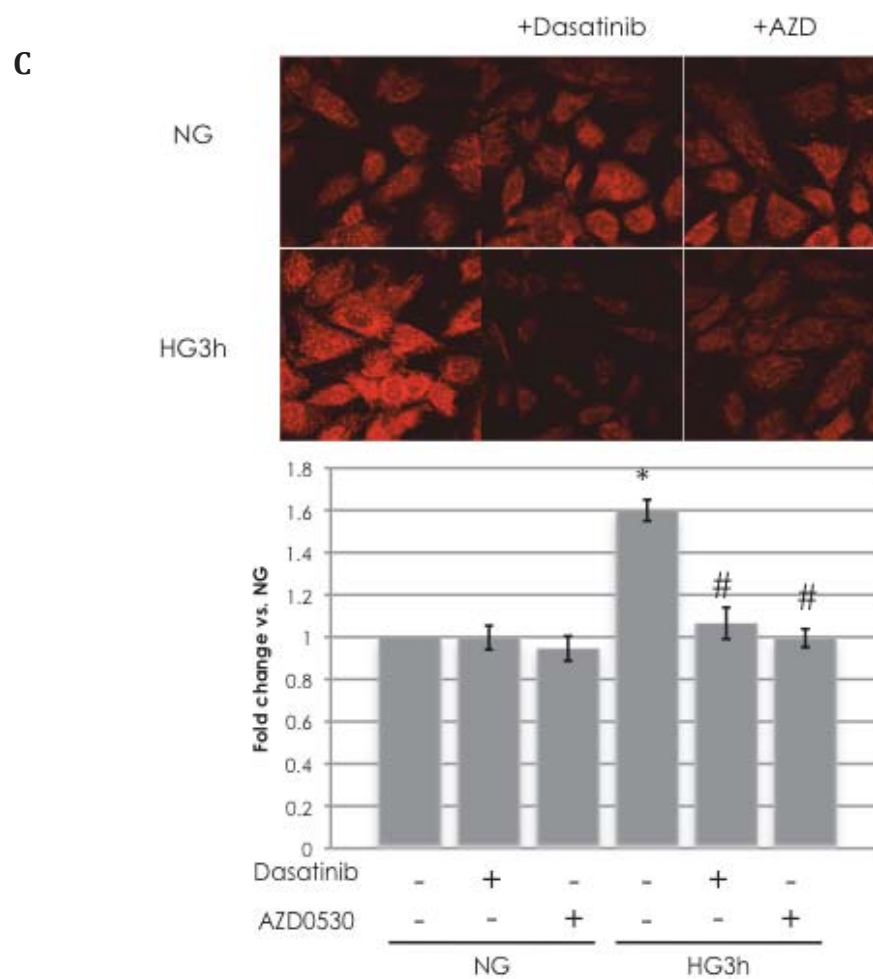 +Dasatinib +AZD
C
NG
HG3h
1.8
*
1.6
1.4
1.2
# #
1
0.8
0.6
0.4
0.2
0
Fold change vs. NG
Dasatinib - + - - + -
AZD0530 - - + - - +
NG HG3h